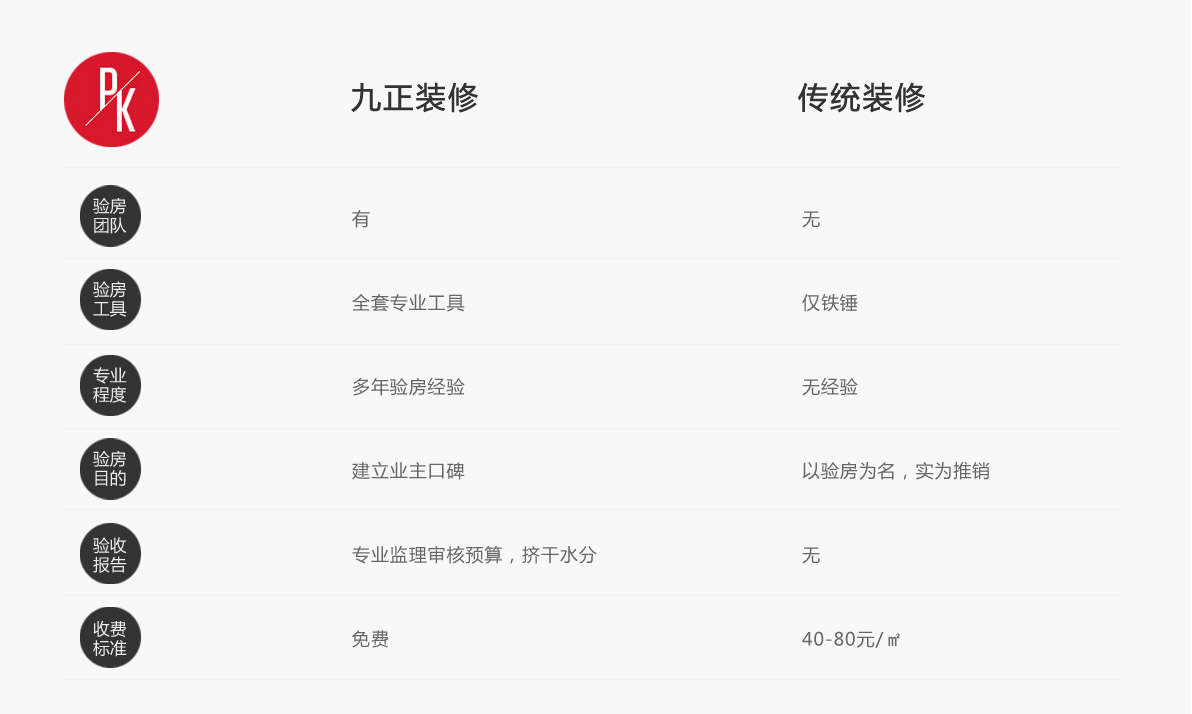 PK
九正装修
传统装修
验房
团队
有
无
验房
工具
全套专业工具
仅铁锤
专业
程度
多年验房经验
无经验
验房
目的
建立业主口碑
以验房为名，实为推销
验收
报告
专业监理审核预算，挤干水分
无
收费
标准
免费
40-80元/㎡